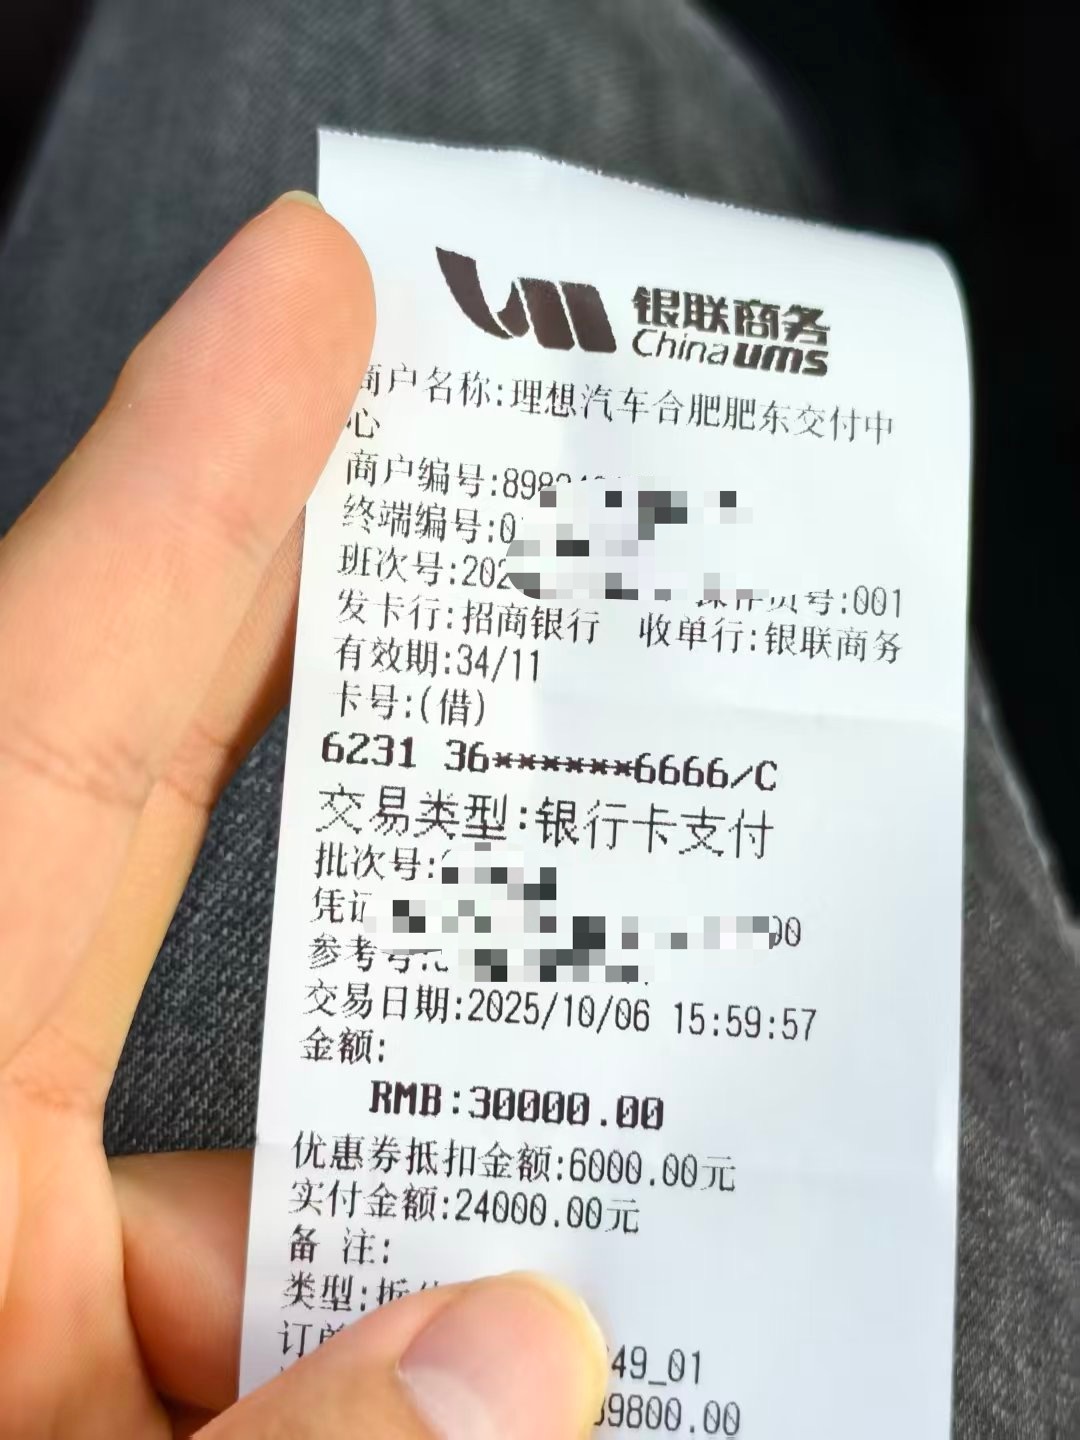 银联商务
China ums
商户名称:理想汽车合肥肥东交付中
心
商户编号:898
终端编号:0
班次号:202
操作员号:001
发卡行:招商银行 收单行:银联商务
有效期:34/11
卡号:(借)
6231 36******6666/C
交易类型:银行卡支付
批次号:
凭证
00
参考号:
交易日期:2025/10/06 15:59:57
金额:
RMB:30000.00
优惠券抵扣金额:6000.00元
实付金额:24000.00元
备 注:
类型:
订单
49_01
39800.00